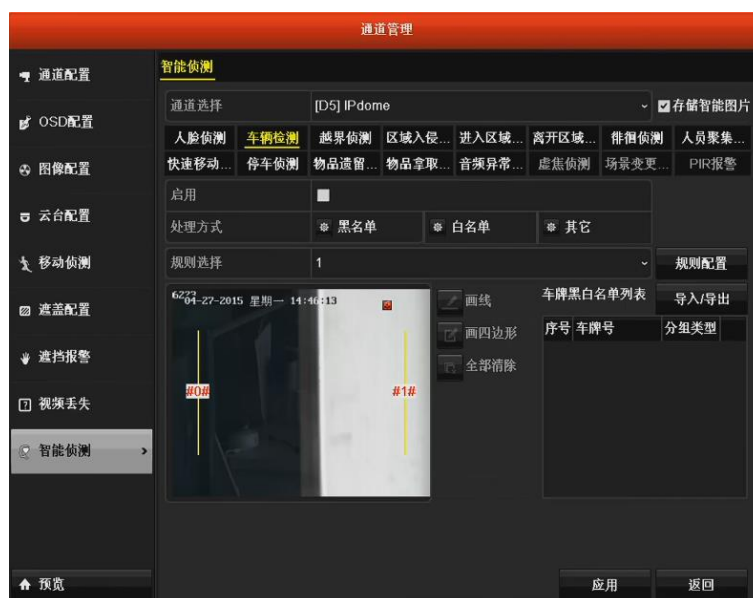 通道管理
通道配置
OSD配置
图像配置
云台配置
移动侦测
遮盖配置
遮挡报警
视频丢失
智能侦测
预览
智能侦测
通道选择 [D5] IPdome 存储智能图片
人脸侦测 车辆检测 越界侦测 区域入侵... 进入区域... 离开区域... 徘徊侦测 人员聚集...
快速移动... 停车侦测 物品遗留... 物品拿取... 音频异常... 虚焦侦测 场景变更... PIR报警
启用
处理方式 黑名单 白名单 其它
规则选择 1 规则配置
04-27-2015 星期一 14:46:13
#0# #1#
画线
画四边形
全部清除
车牌黑白名单列表 导入/导出
序号 车牌号 分组类型
应用 返回